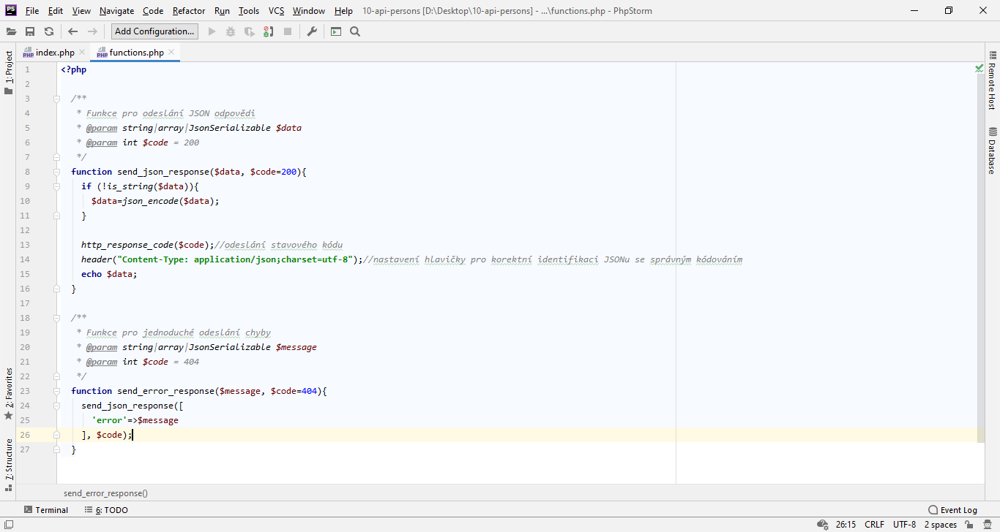 PS File Edit View Navigate Code Refactor Run Tools VCS Window Help 10-api-persons [D:\Desktop\10-api-persons] - ...\functions.php - PhpStorm
Add Configuration...
PHP index.php PHP functions.php
1: Project
2: Favorites
7: Structure
1 <?php
2
3 /**
4 * Funkce pro odeslání JSON odpovědi
5 * @param string|array|JsonSerializable $data
6 * @param int $code = 200
7 */
8 function send_json_response($data, $code=200){
9 if (!is_string($data)){
10 $data=json_encode($data);
11 }
12
13 http_response_code($code);//odeslání stavového kódu
14 header("Content-Type: application/json;charset=utf-8");//nastavení hlavičky pro korektní identifikaci JSONu se správným kódováním
15 echo $data;
16 }
17
18 /**
19 * Funkce pro jednoduché odeslání chyby
20 * @param string|array|JsonSerializable $message
21 * @param int $code = 404
22 */
23 function send_error_response($message, $code=404){
24 send_json_response([
25 'error'=>$message
26 ], $code);
27 }
Remote Host
Database
send_error_response()
Terminal 6: TODO Event Log
26:15 CRLF UTF-8 2 spaces